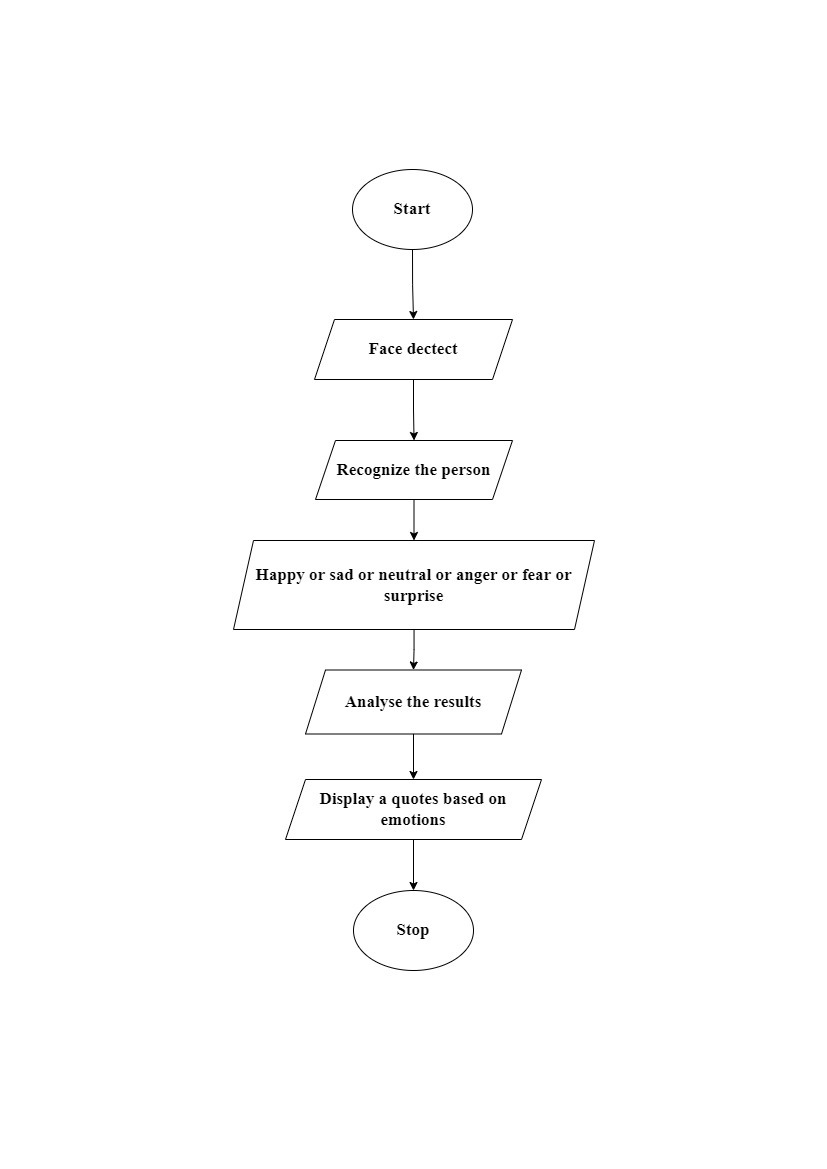 Start
Face dectect
Recognize the person
Happy or sad or neutral or anger or fear or
surprise
Analyse the results
Display a quotes based on
emotions
Stop